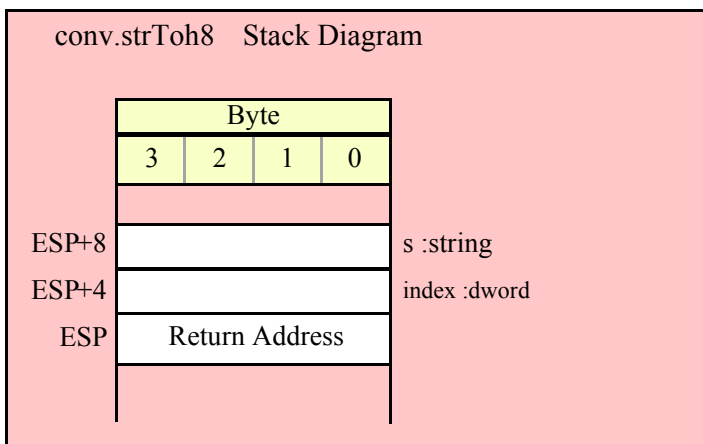 conv.strToh8 Stack Diagram
Byte
3 2 1 0
ESP+8 s :string
ESP+4 index :dword
ESP Return Address